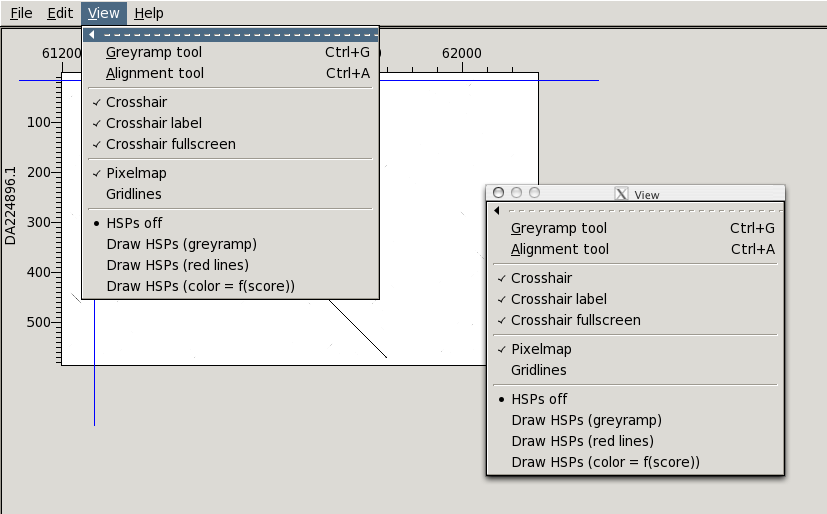 File Edit View Help
61200
62000
Greyramp tool Ctrl+G
Alignment tool Ctrl+A
Crosshair
Crosshair label
Crosshair fullscreen
Pixelmap
Gridlines
HSPs off
Draw HSPs (greyramp)
Draw HSPs (red lines)
Draw HSPs (color = f(score))
100
200
300
400
500
DA224896.1
View
Greyramp tool Ctrl+G
Alignment tool Ctrl+A
Crosshair
Crosshair label
Crosshair fullscreen
Pixelmap
Gridlines
HSPs off
Draw HSPs (greyramp)
Draw HSPs (red lines)
Draw HSPs (color = f(score))